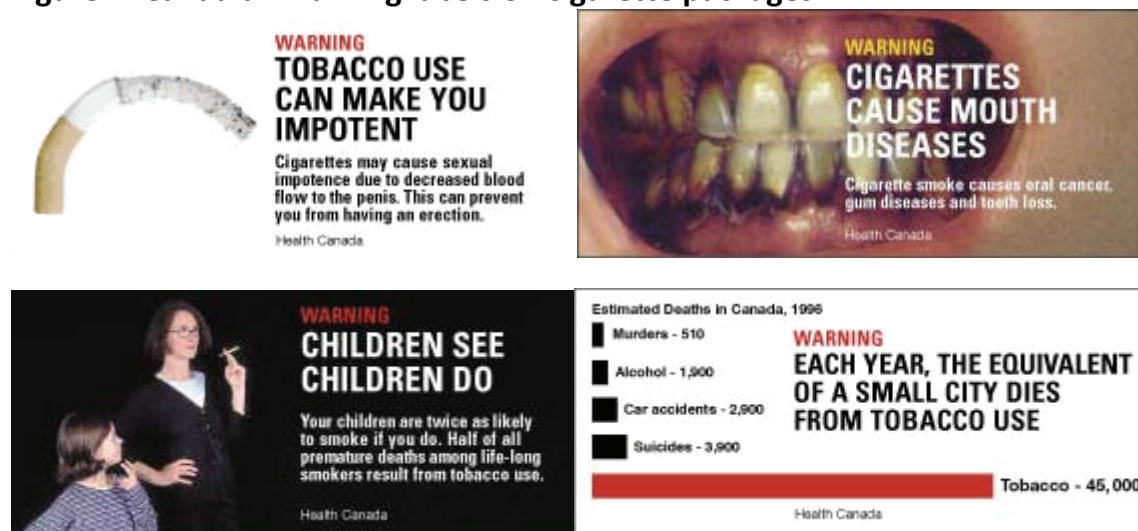 WARNING
TOBACCO USE
CAN MAKE YOU
IMPOTENT
Cigarettes may cause sexual
impotence due to decreased blood
flow to the penis. This can prevent
you from having an erection.
Health Canada
WARNING
CIGARETTES
CAUSE MOUTH
DISEASES
Cigarette smoke causes oral cancer,
gum diseases and tooth loss.
Health Canada
WARNING
CHILDREN SEE
CHILDREN DO
Your children are twice as likely
to smoke if you do. Half of all
premature deaths among life-long
smokers result from tobacco use.
Health Canada
Estimated Deaths in Canada, 1996
Murders - 510
Alcohol - 1,900
Car accidents - 2,900
Suicides - 3,900
Tobacco - 45,000
WARNING
EACH YEAR, THE EQUIVALENT
OF A SMALL CITY DIES
FROM TOBACCO USE
Health Canada